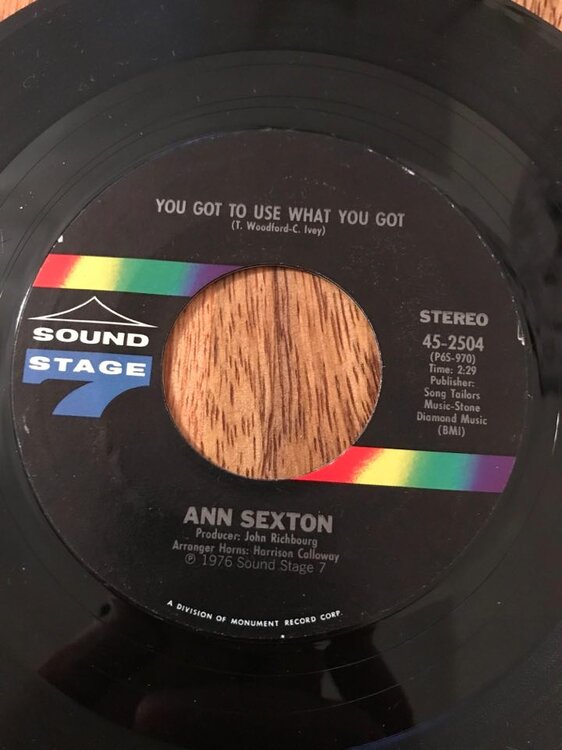 YOU GOT TO USE WHAT YOU GOT
(T. Woodford-C. Ivey)
SOUND
STAGE
7
STEREO
45-2504
(P6S-970)
Time: 2:29
Publisher:
Song Tailors
Music-Stone
Diamond Music
(BMI)
ANN SEXTON
Producer: John Richbourg
Arranger Horns: Harrison Calloway
℗ 1976 Sound Stage 7
A DIVISION OF MONUMENT RECORD CORP.